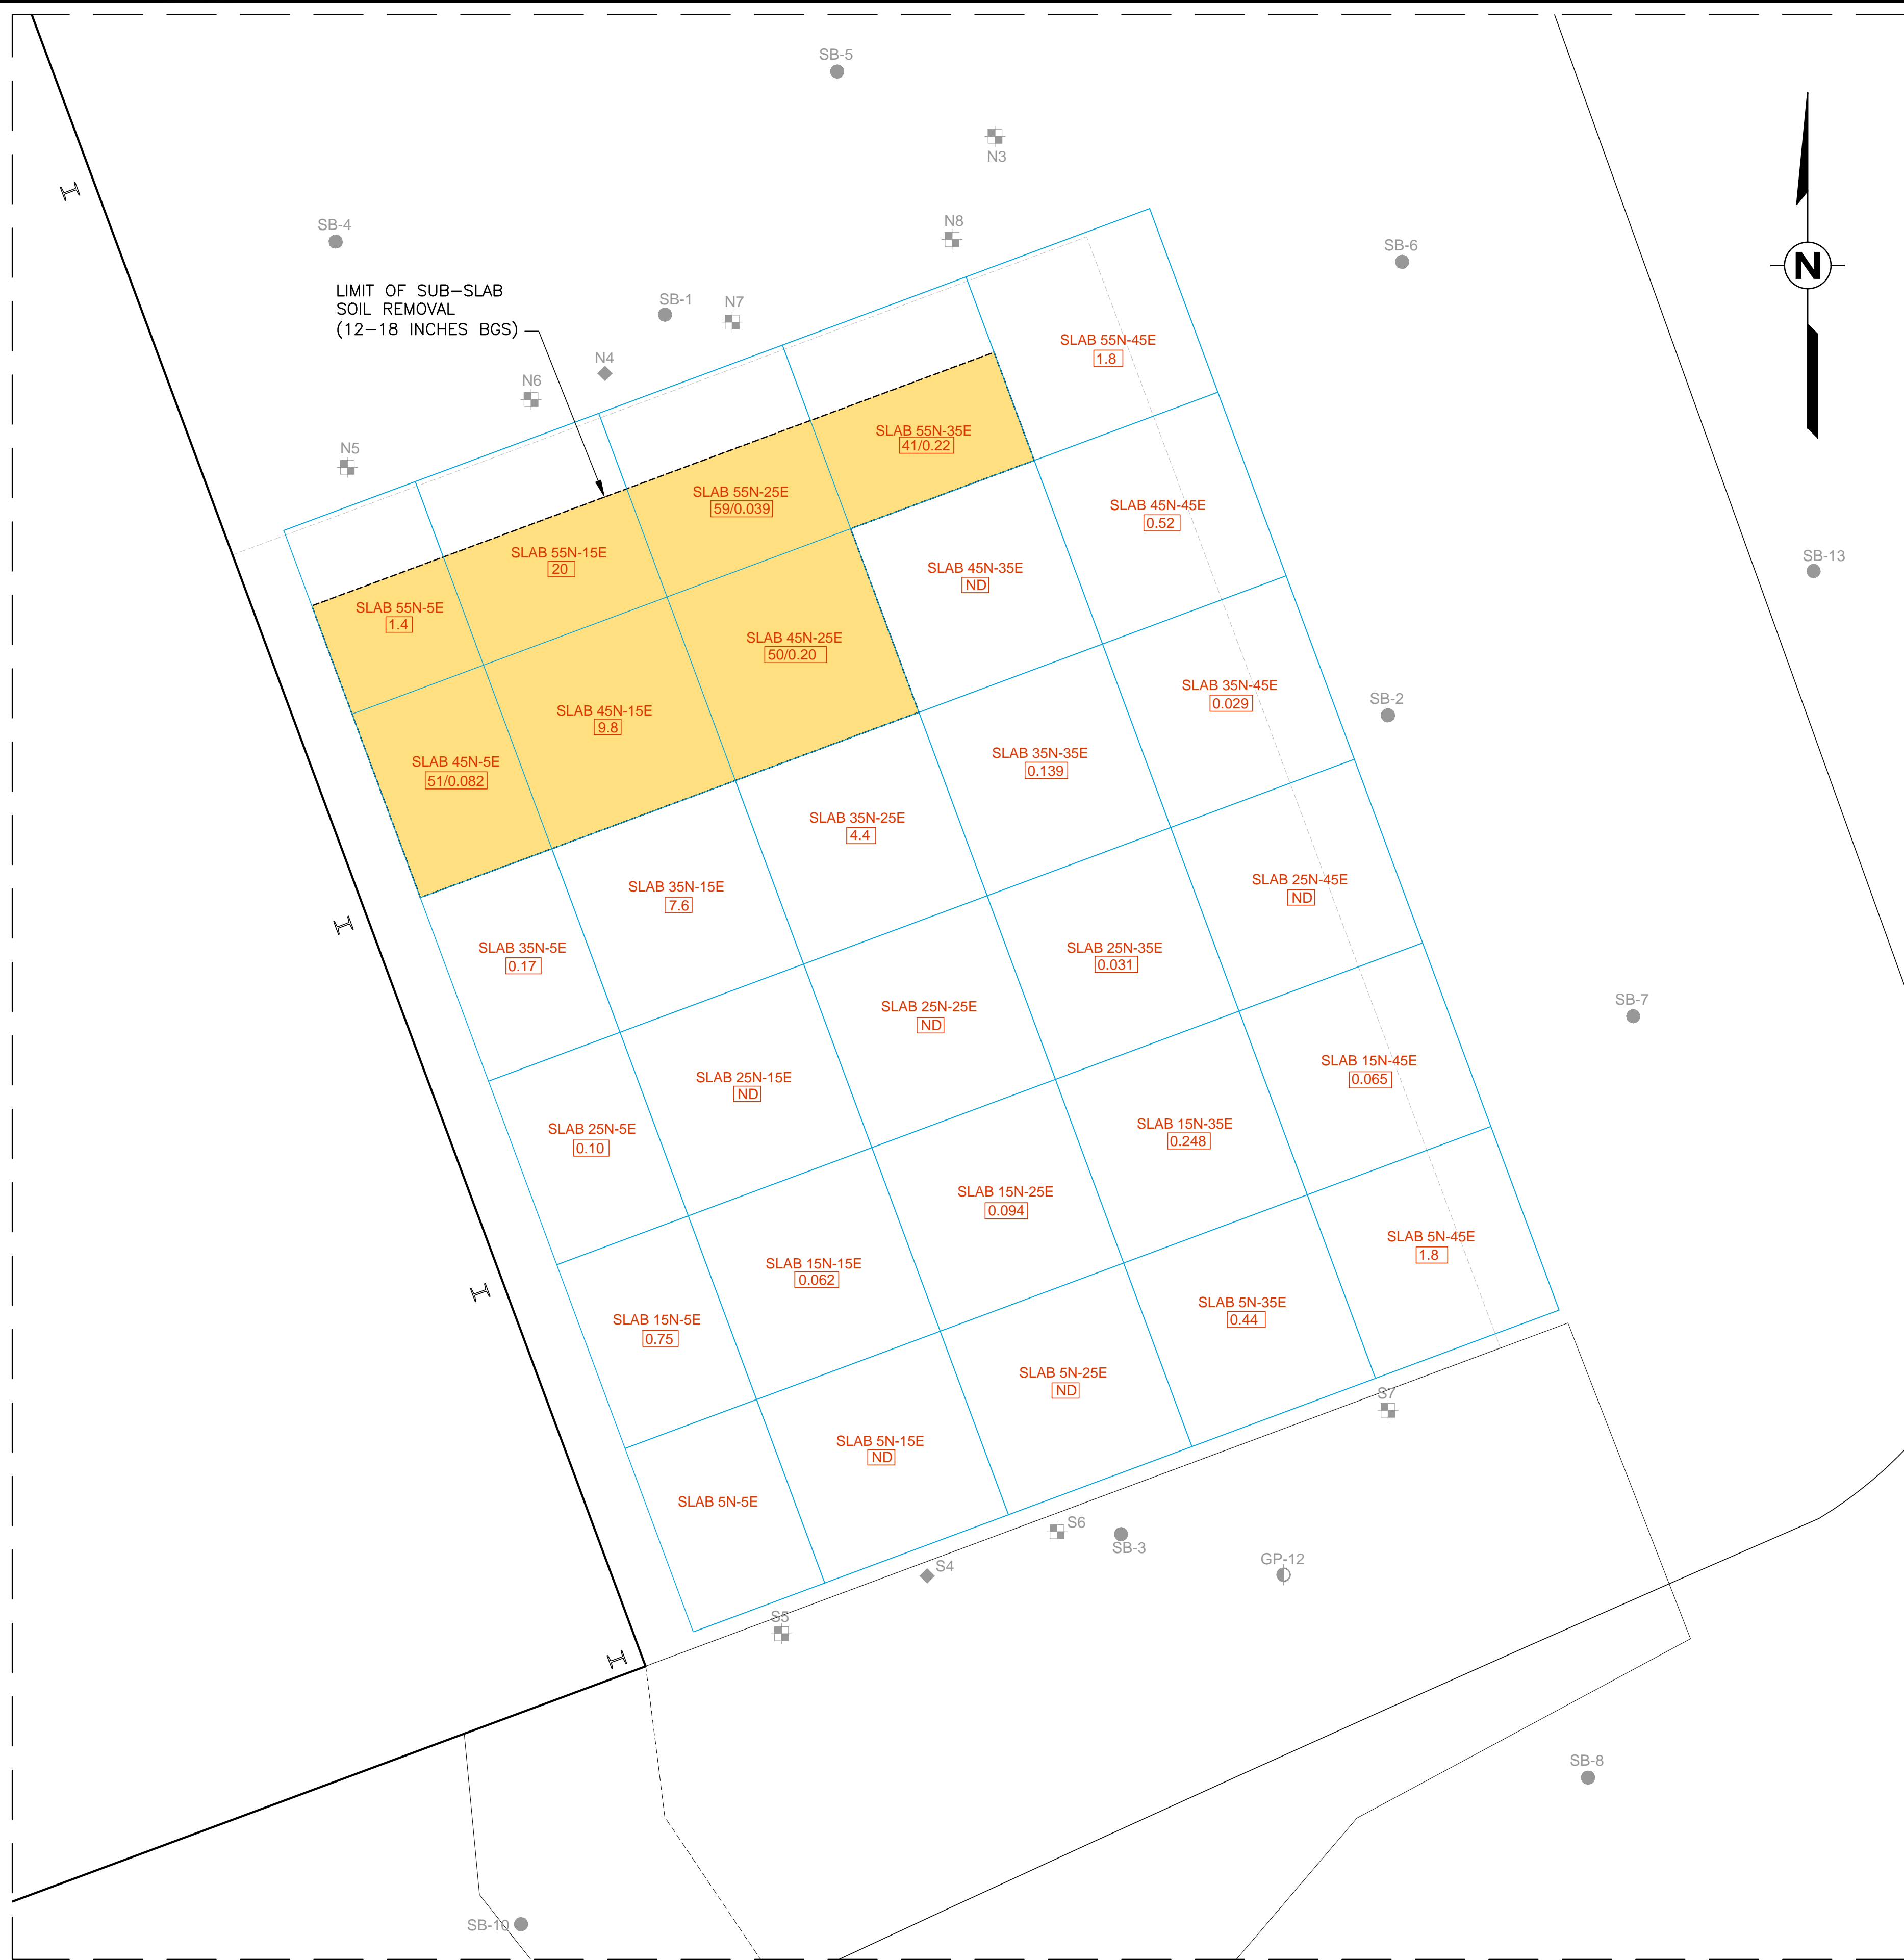 SB-5
N3
SB-4
N8
SB-6
N
LIMIT OF SUB-SLAB
SOIL REMOVAL
(12-18 INCHES BGS)
SB-1
N7
N4
N6
N5
SLAB 55N-45E
1.8
SLAB 55N-35E
41/0.22
SLAB 55N-25E
59/0.039
SLAB 55N-15E
20
SLAB 55N-5E
1.4
SLAB 45N-45E
0.52
SB-13
SLAB 45N-35E
ND
SLAB 45N-25E
50/0.20
SLAB 45N-15E
9.8
SLAB 45N-5E
51/0.082
SLAB 35N-45E
0.029
SB-2
SLAB 35N-35E
0.139
SLAB 35N-25E
4.4
SLAB 35N-15E
7.6
SLAB 35N-5E
0.17
SLAB 25N-45E
ND
SLAB 25N-35E
0.031
SLAB 25N-25E
ND
SLAB 25N-15E
ND
SLAB 25N-5E
0.10
SB-7
SLAB 15N-45E
0.065
SLAB 15N-35E
0.248
SLAB 15N-25E
0.094
SLAB 15N-15E
0.062
SLAB 15N-5E
0.75
SLAB 5N-45E
1.8
SLAB 5N-35E
0.44
SLAB 5N-25E
ND
SLAB 5N-15E
ND
SLAB 5N-5E
S7
S6
SB-3
GP-12
S4
S5
SB-8
SB-10